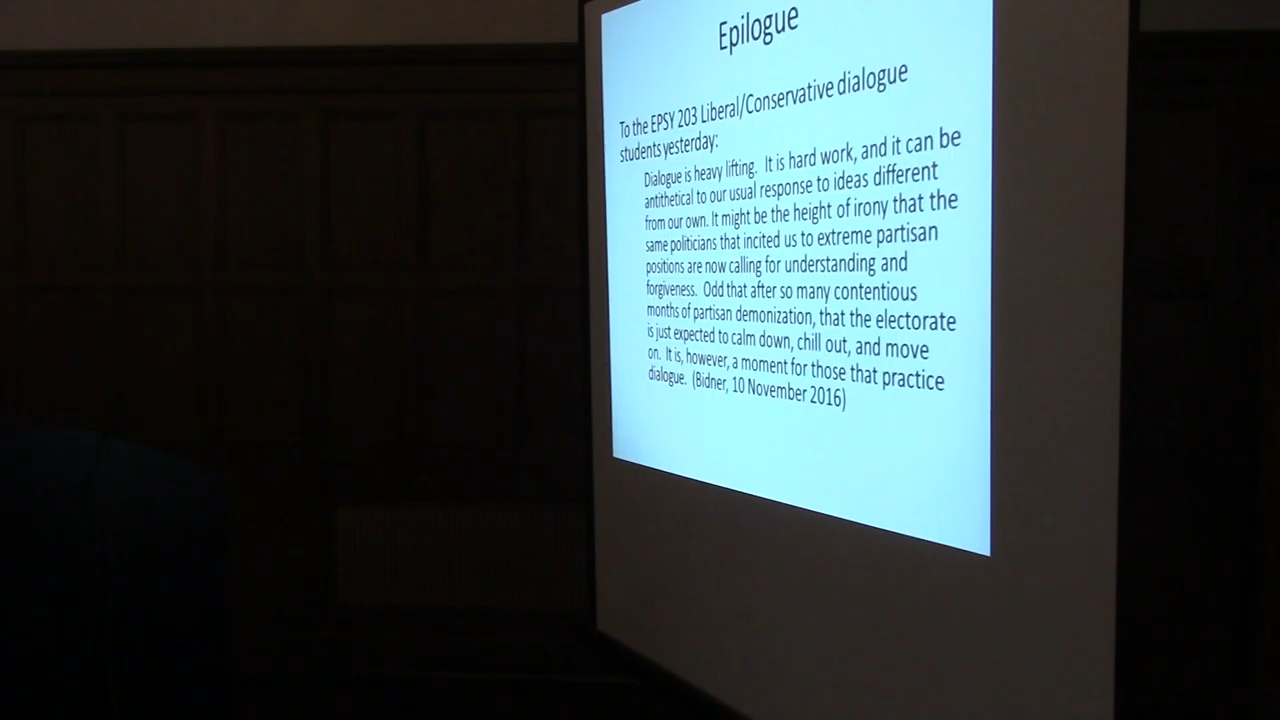 Epilogue
To the EPSY 203 Liberal/Conservative dialogue
students yesterday:
Dialogue is heavy lifting. It is hard work, and it can be
antithetical to our usual response to ideas different
from our own. It might be the height of irony that the
same politicians that incited us to extreme partisan
positions are now calling for understanding and
forgiveness. Odd that after so many contentious
months of partisan demonization, that the electorate
is just expected to calm down, chill out, and move
on. It is, however, a moment for those that practice
dialogue. (Bidner, 10 November 2016)